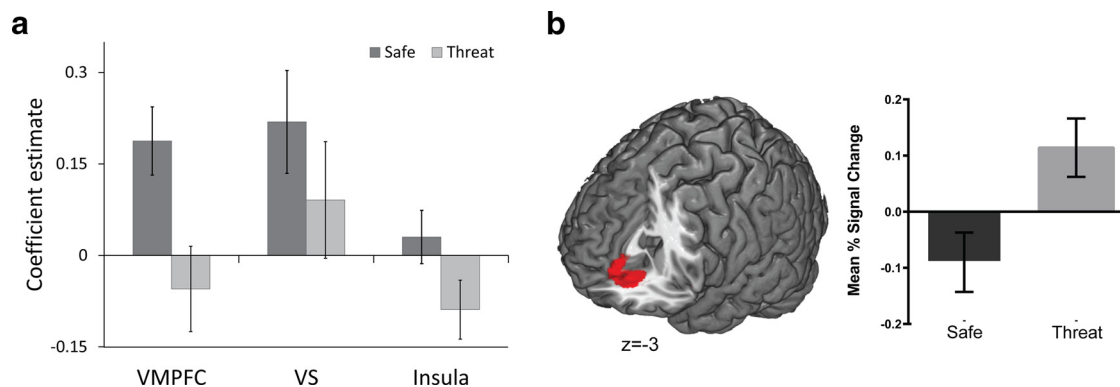 a
Safe Threat
Coefficient estimate
0.3
0.15
0
-0.15
VMPFC VS Insula
b
z=-3
Mean % Signal Change
0.2
0.1
0.0
-0.1
-0.2
Safe Threat